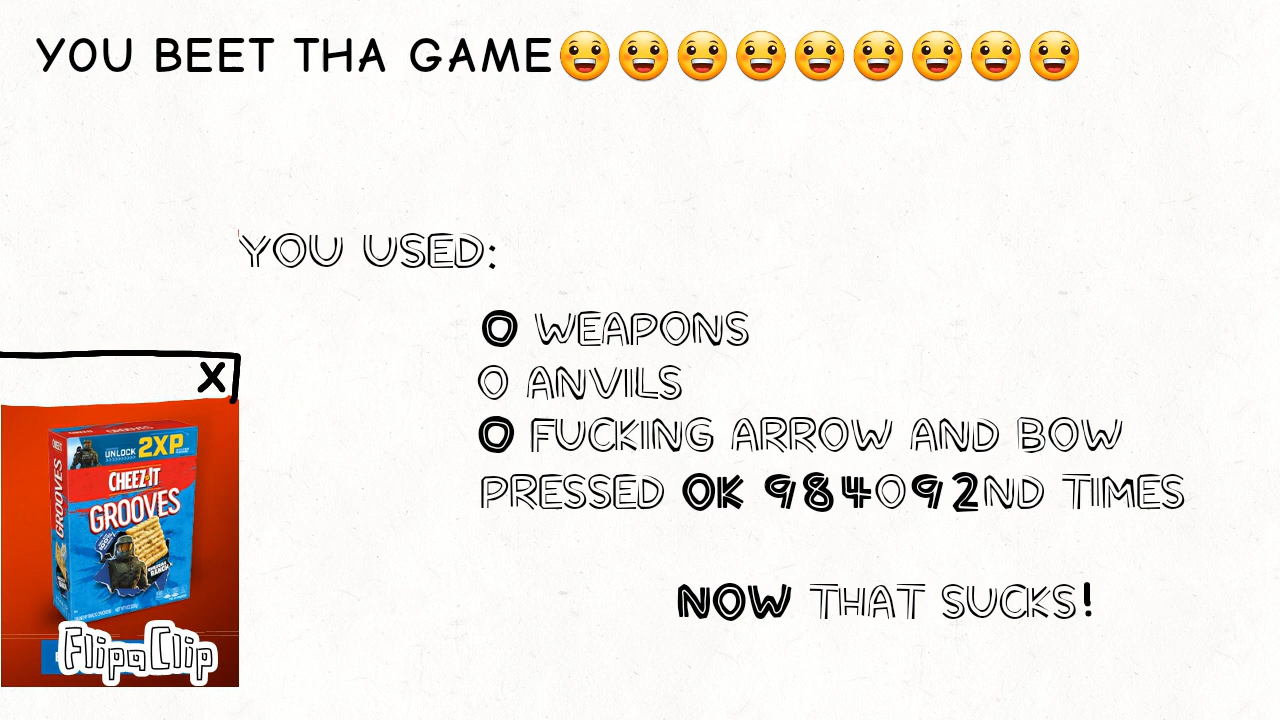 YOU BEET THA GAME😀😀😀😀😀😀😀😀😀
YOU USED:
0 WEAPONS
0 ANVILS
0 FUCKING ARROW AND BOW
PRESSED OK 984092ND TIMES
NOW THAT SUCKS!
X
UNLOCK 2XP
CHEEZ-IT
GROOVES
GROOVES
FlipaClip